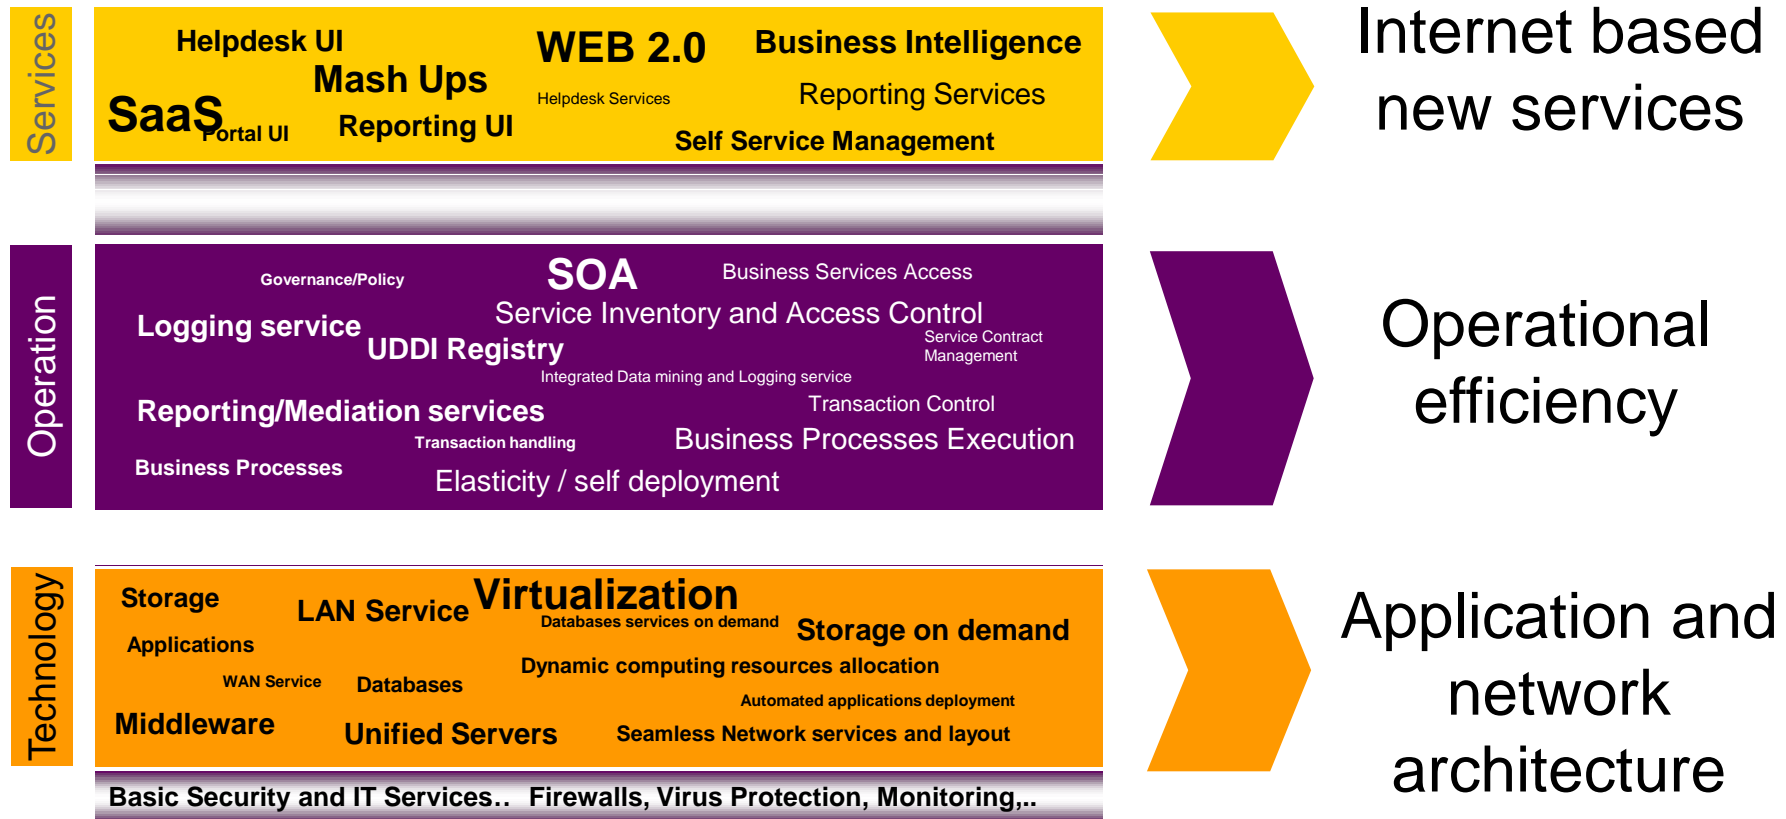 Services
Helpdesk UI
WEB 2.0
Business Intelligence
Mash Ups
Helpdesk Services
Reporting Services
SaaS
Portal UI
Reporting UI
Self Service Management
Internet based
new services
Operation
Governance/Policy
SOA
Business Services Access
Logging service
Service Inventory and Access Control
UDDI Registry
Service Contract
Management
Integrated Data mining and Logging service
Reporting/Mediation services
Transaction Control
Transaction handling
Business Processes Execution
Business Processes
Elasticity / self deployment
Operational
efficiency
Technology
Storage
LAN Service
Virtualization
Databases services on demand
Storage on demand
Applications
Dynamic computing resources allocation
WAN Service
Databases
Automated applications deployment
Middleware
Unified Servers
Seamless Network services and layout
Application and
network
architecture
Basic Security and IT Services.. Firewalls, Virus Protection, Monitoring,..